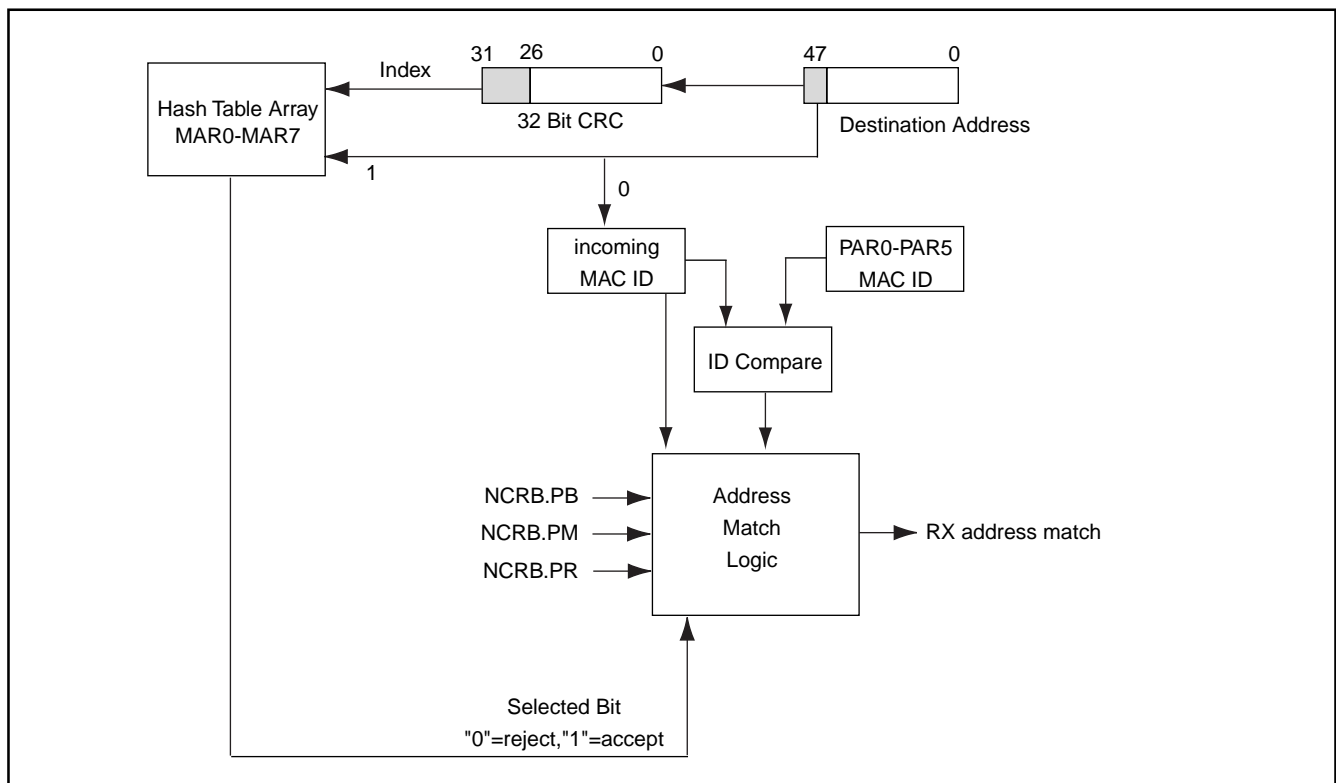 31 26 0 47 0
Index
Hash Table Array
MAR0-MAR7
32 Bit CRC
Destination Address
1
0
incoming
MAC ID
PAR0-PAR5
MAC ID
ID Compare
NCRB.PB
NCRB.PM
NCRB.PR
Address
Match
Logic
RX address match
Selected Bit
"0"=reject,"1"=accept